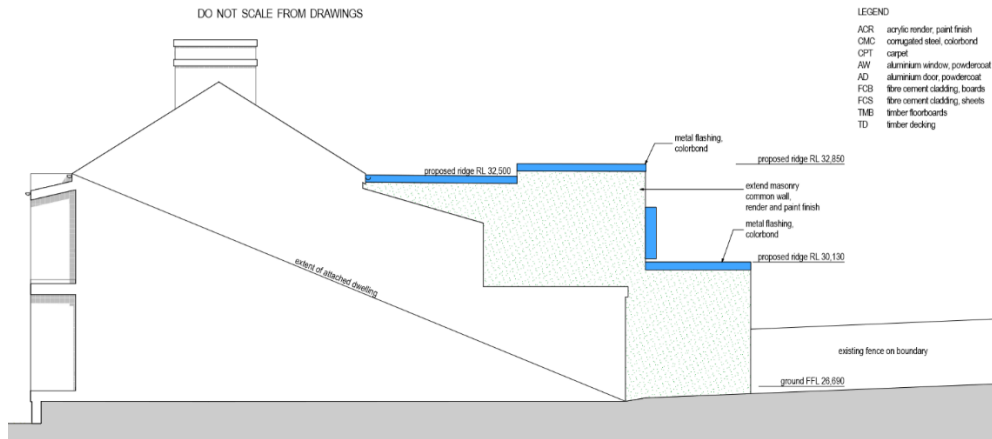 DO NOT SCALE FROM DRAWINGS
LEGEND
ACR acrylic render, paint finish
CMC corrugated steel, colorbond
CPT carpet
AW aluminium window, powdercoat
AD aluminium door, powdercoat
FCB fibre cement cladding, boards
FCS fibre cement cladding, sheets
TMB timber floorboards
TD timber decking
metal flashing,
colorbond
proposed ridge RL 32,850
proposed ridge RL 32,500
extend masonry
common wall,
render and paint finish
metal flashing,
colorbond
proposed ridge RL 30,130
extent of attached dwelling
existing fence on boundary
ground FFL 26,690